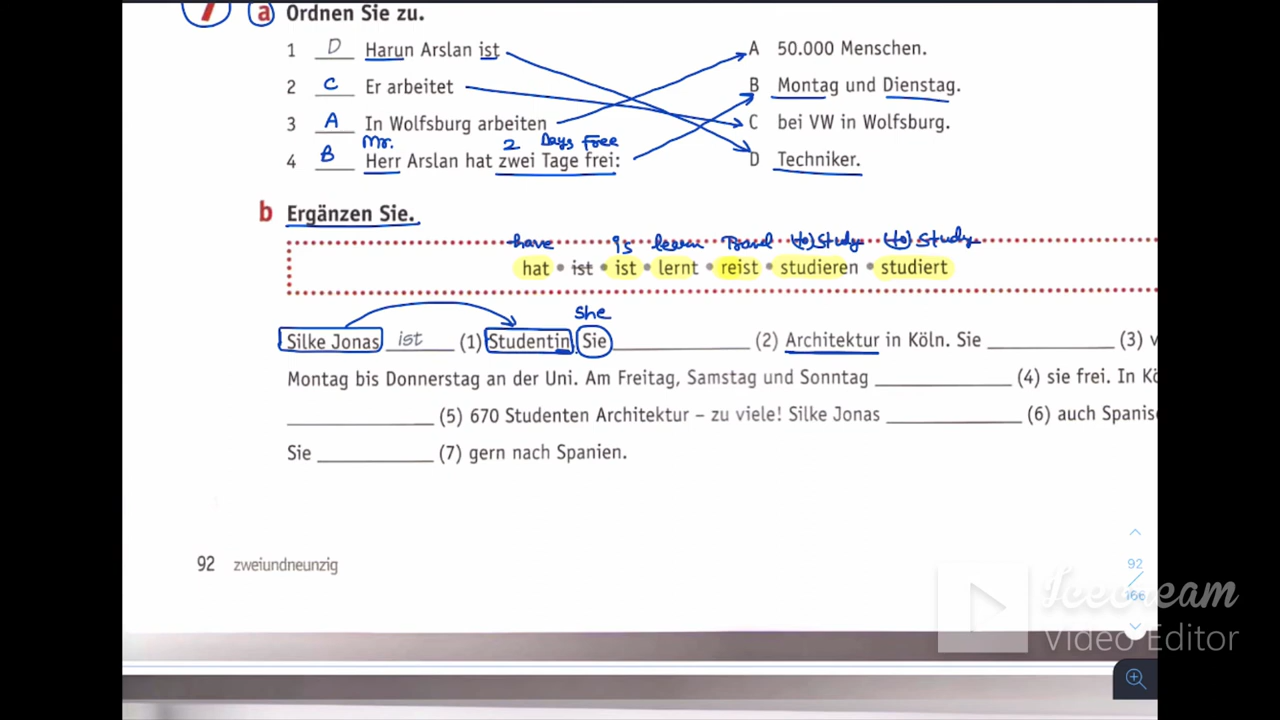 7 a Ordnen Sie zu.
1 D Harun Arslan ist A 50.000 Menschen.
2 C Er arbeitet B Montag und Dienstag.
3 A In Wolfsburg arbeiten C bei VW in Wolfsburg.
Mr. 2 Days Free
4 B Herr Arslan hat zwei Tage frei: D Techniker.
b Ergänzen Sie.
have is learn Travel (to) Study (to) Study
hat • ist • ist • lernt • reist • studieren • studiert
she
Silke Jonas ist (1) Studentin. Sie (2) Architektur in Köln. Sie (3) v
Montag bis Donnerstag an der Uni. Am Freitag, Samstag und Sonntag (4) sie frei. In Kö
(5) 670 Studenten Architektur – zu viele! Silke Jonas (6) auch Spanisc
Sie (7) gern nach Spanien.
92 zweiundneunzig
92
166
Icecream
Video Editor